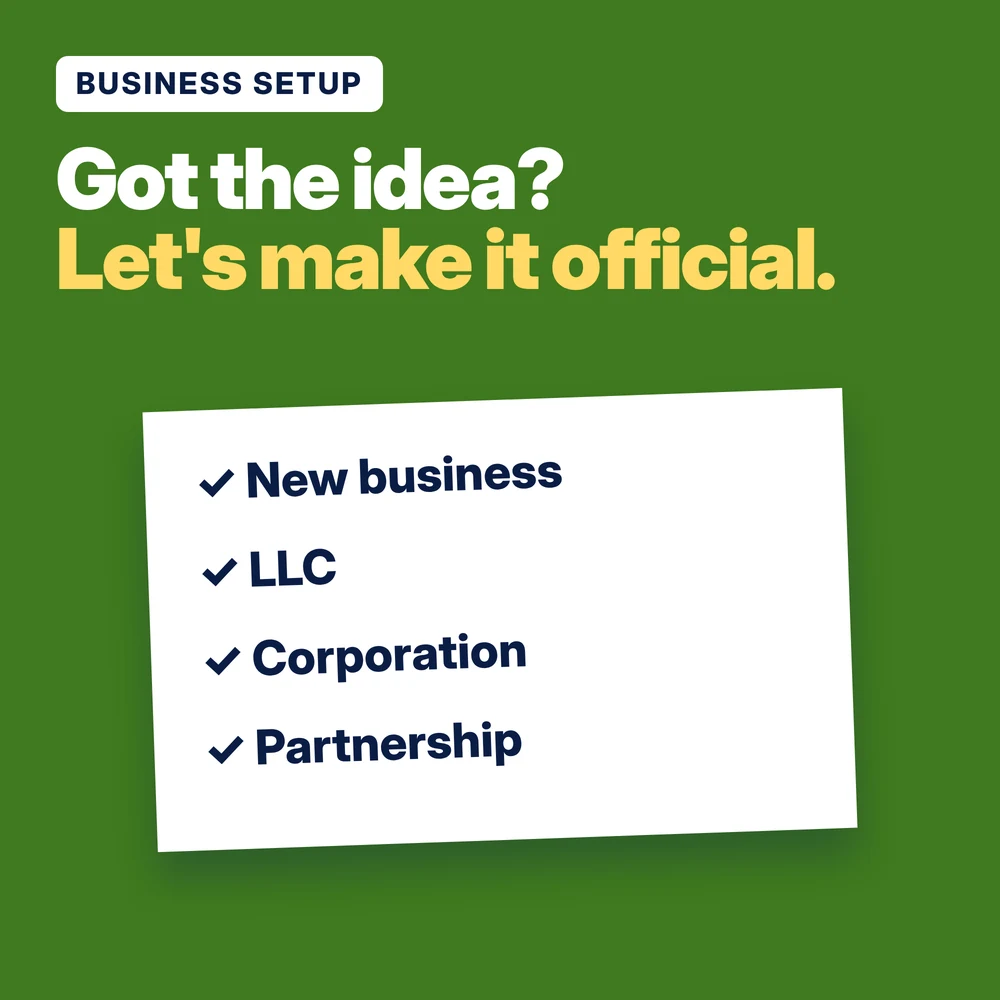 BUSINESS SETUP
Got the idea?
Let's make it official.
✓ New business
✓ LLC
✓ Corporation
✓ Partnership